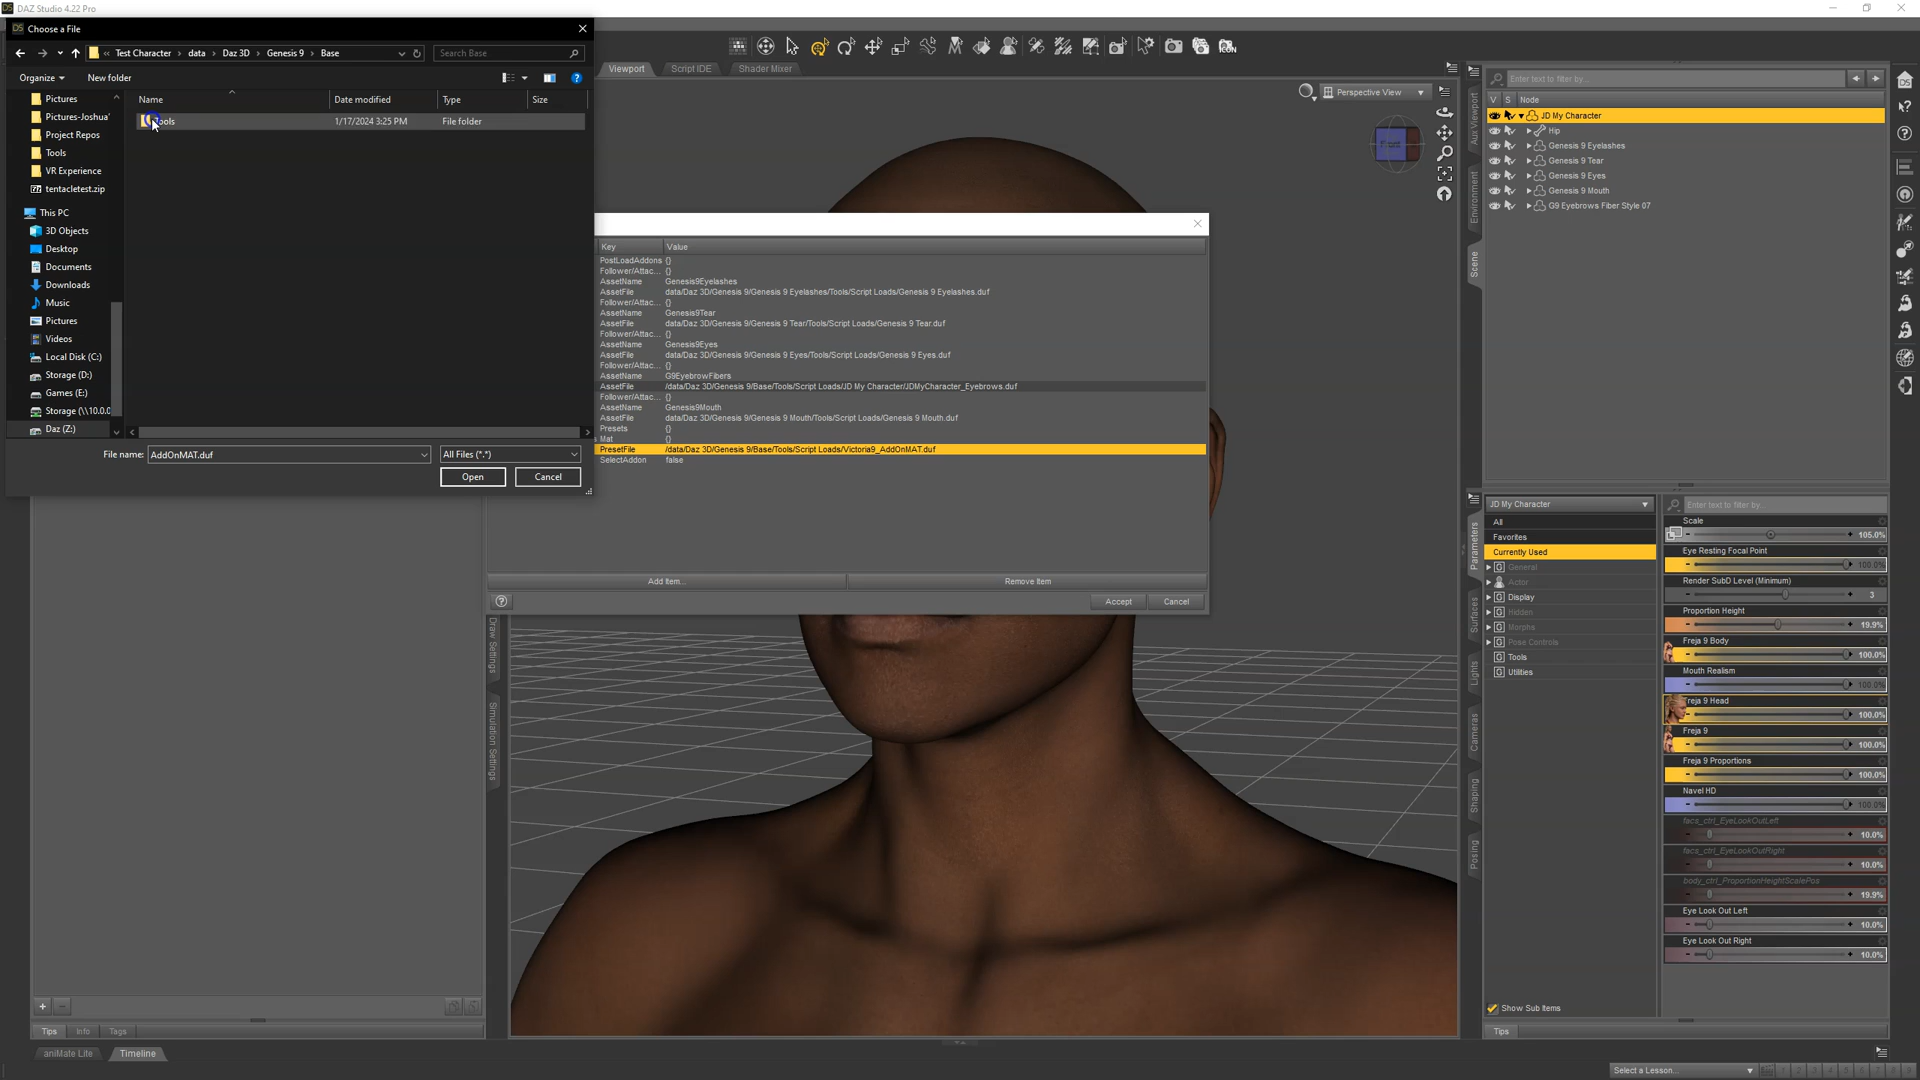 DAZ Studio 4.22 Pro
Choose a File
Test Character › data › Daz 3D › Genesis 9 › Base
Search Base
Organize
New folder
Name
Date modified
Type
Size
1/17/2024 3:25 PM
File folder
Pictures
Pictures-Joshua'
Project Repos
Tools
VR Experience
tentacletest.zip
This PC
3D Objects
Desktop
Documents
Downloads
Music
Pictures
Videos
Local Disk (C:)
Storage (D:)
Games (E:)
Storage (\\10.0.0
Daz (Z:)
File name: AddOnMAT.duf
All Files (*.*)
Open
Cancel
Viewport
Script IDE
Shader Mixer
ICON
Perspective View
Key
Value
PostLoadAddons {}
Follower/Attac... {}
AssetName Genesis9Eyelashes
AssetFile data/Daz 3D/Genesis 9/Genesis 9 Eyelashes/Tools/Script Loads/Genesis 9 Eyelashes.duf
Follower/Attac... {}
AssetName Genesis9Tear
AssetFile data/Daz 3D/Genesis 9/Genesis 9 Tear/Tools/Script Loads/Genesis 9 Tear.duf
Follower/Attac... {}
AssetName Genesis9Eyes
AssetFile data/Daz 3D/Genesis 9/Genesis 9 Eyes/Tools/Script Loads/Genesis 9 Eyes.duf
Follower/Attac... {}
AssetName G9EyebrowFibers
AssetFile /data/Daz 3D/Genesis 9/Base/Tools/Script Loads/JD My Character/JDMyCharacter_Eyebrows.duf
Follower/Attac... {}
AssetName Genesis9Mouth
AssetFile data/Daz 3D/Genesis 9/Genesis 9 Mouth/Tools/Script Loads/Genesis 9 Mouth.duf
Presets {}
Mat {}
PresetFile /data/Daz 3D/Genesis 9/Base/Tools/Script Loads/Victoria9_AddOnMAT.duf
SelectAddon false
Add Item...
Remove Item
Accept
Cancel
Draw Settings
Simulation Settings
Tips
Info
Tags
aniMate Lite
Timeline
Aux Viewport
Environment
Scene
Enter text to filter by...
V S Node
JD My Character
Hip
Genesis 9 Eyelashes
Genesis 9 Tear
Genesis 9 Eyes
Genesis 9 Mouth
G9 Eyebrows Fiber Style 07
Parameters
Surfaces
Lights
Cameras
Shaping
Posing
JD My Character
All
Favorites
Currently Used
General
Actor
Display
Hidden
Morphs
Pose Controls
Tools
Utilities
Show Sub Items
Tips
Enter text to filter by...
Scale
105.0%
Eye Resting Focal Point
100.0%
Render SubD Level (Minimum)
3
Proportion Height
19.9%
Freja 9 Body
100.0%
Mouth Realism
100.0%
Freja 9 Head
100.0%
Freja 9
100.0%
Freja 9 Proportions
100.0%
Navel HD
100.0%
facs_ctrl_EyeLookOutLeft
10.0%
facs_ctrl_EyeLookOutRight
10.0%
body_ctrl_ProportionHeightScalePos
19.9%
Eye Look Out Left
10.0%
Eye Look Out Right
10.0%
Select a Lesson...